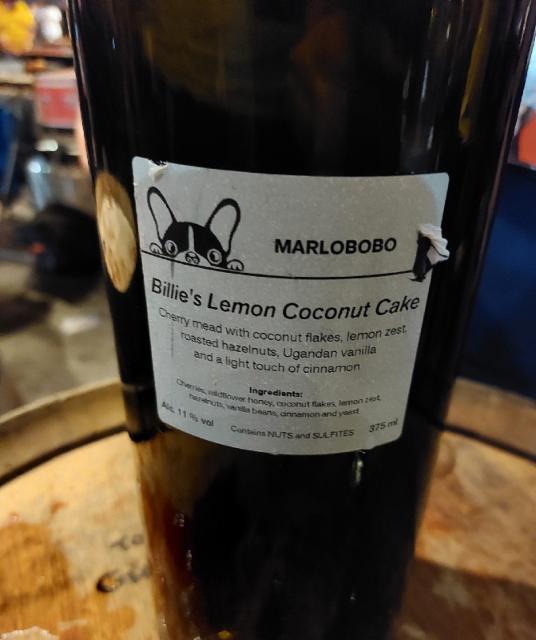 MARLOBOBO
Billie's Lemon Coconut Cake
Cherry mead with coconut flakes, lemon zest,
roasted hazelnuts, Ugandan vanilla
and a light touch of cinnamon
Ingredients:
Cherries, wildflower honey, coconut flakes, lemon zest,
hazelnuts, vanilla beans, cinnamon and yeast
Alc. 11 % vol
Contains NUTS and SULFITES
375 ml